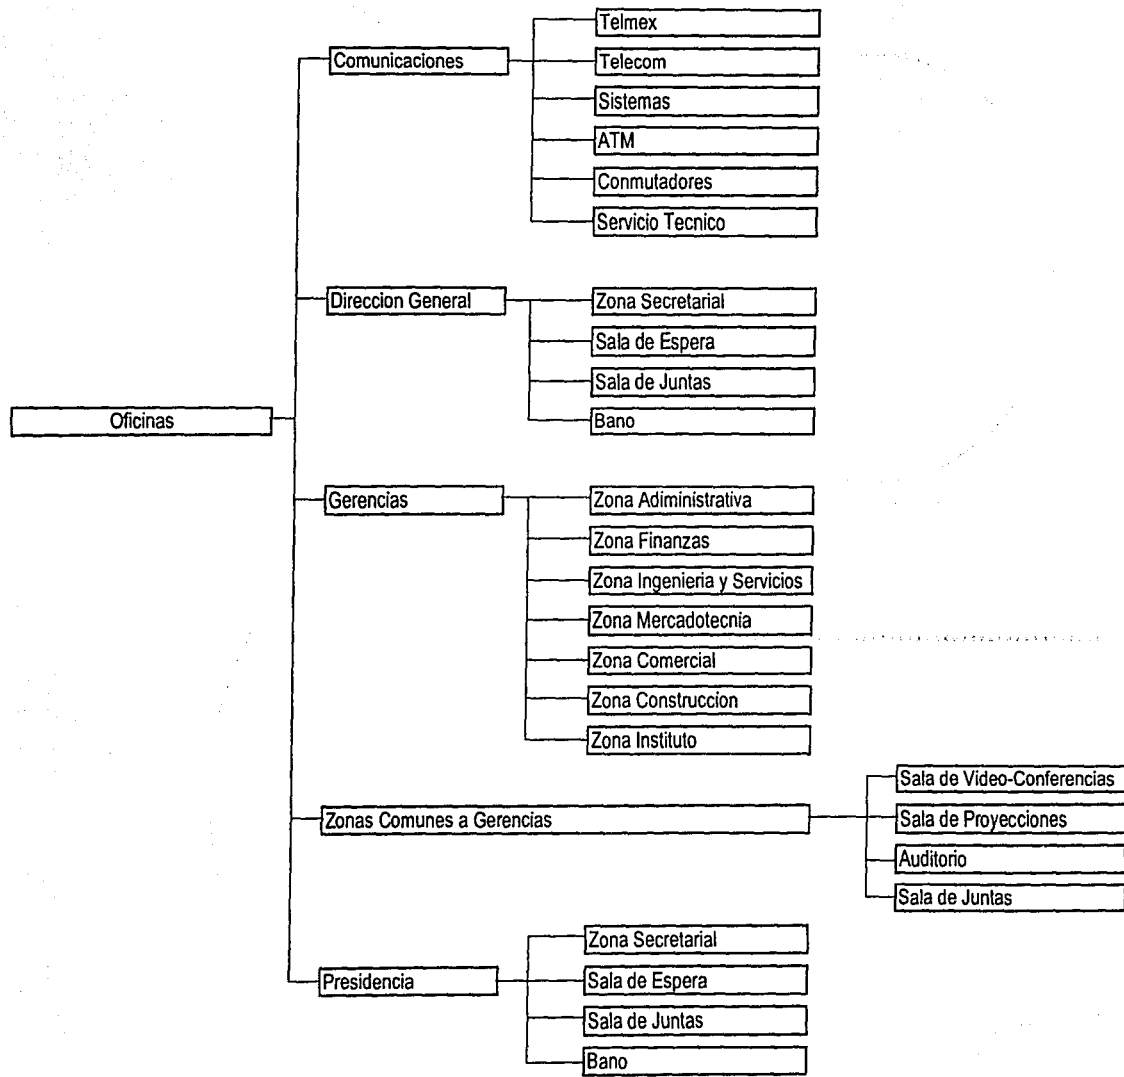 Oficinas
Comunicaciones
Telmex
Telecom
Sistemas
ATM
Conmutadores
Servicio Tecnico
Direccion General
Zona Secretarial
Sala de Espera
Sala de Juntas
Bano
Gerencias
Zona Adiministrativa
Zona Finanzas
Zona Ingenieria y Servicios
Zona Mercadotecnia
Zona Comercial
Zona Construccion
Zona Instituto
Zonas Comunes a Gerencias
Sala de Video-Conferencias
Sala de Proyecciones
Auditorio
Sala de Juntas
Presidencia
Zona Secretarial
Sala de Espera
Sala de Juntas
Bano